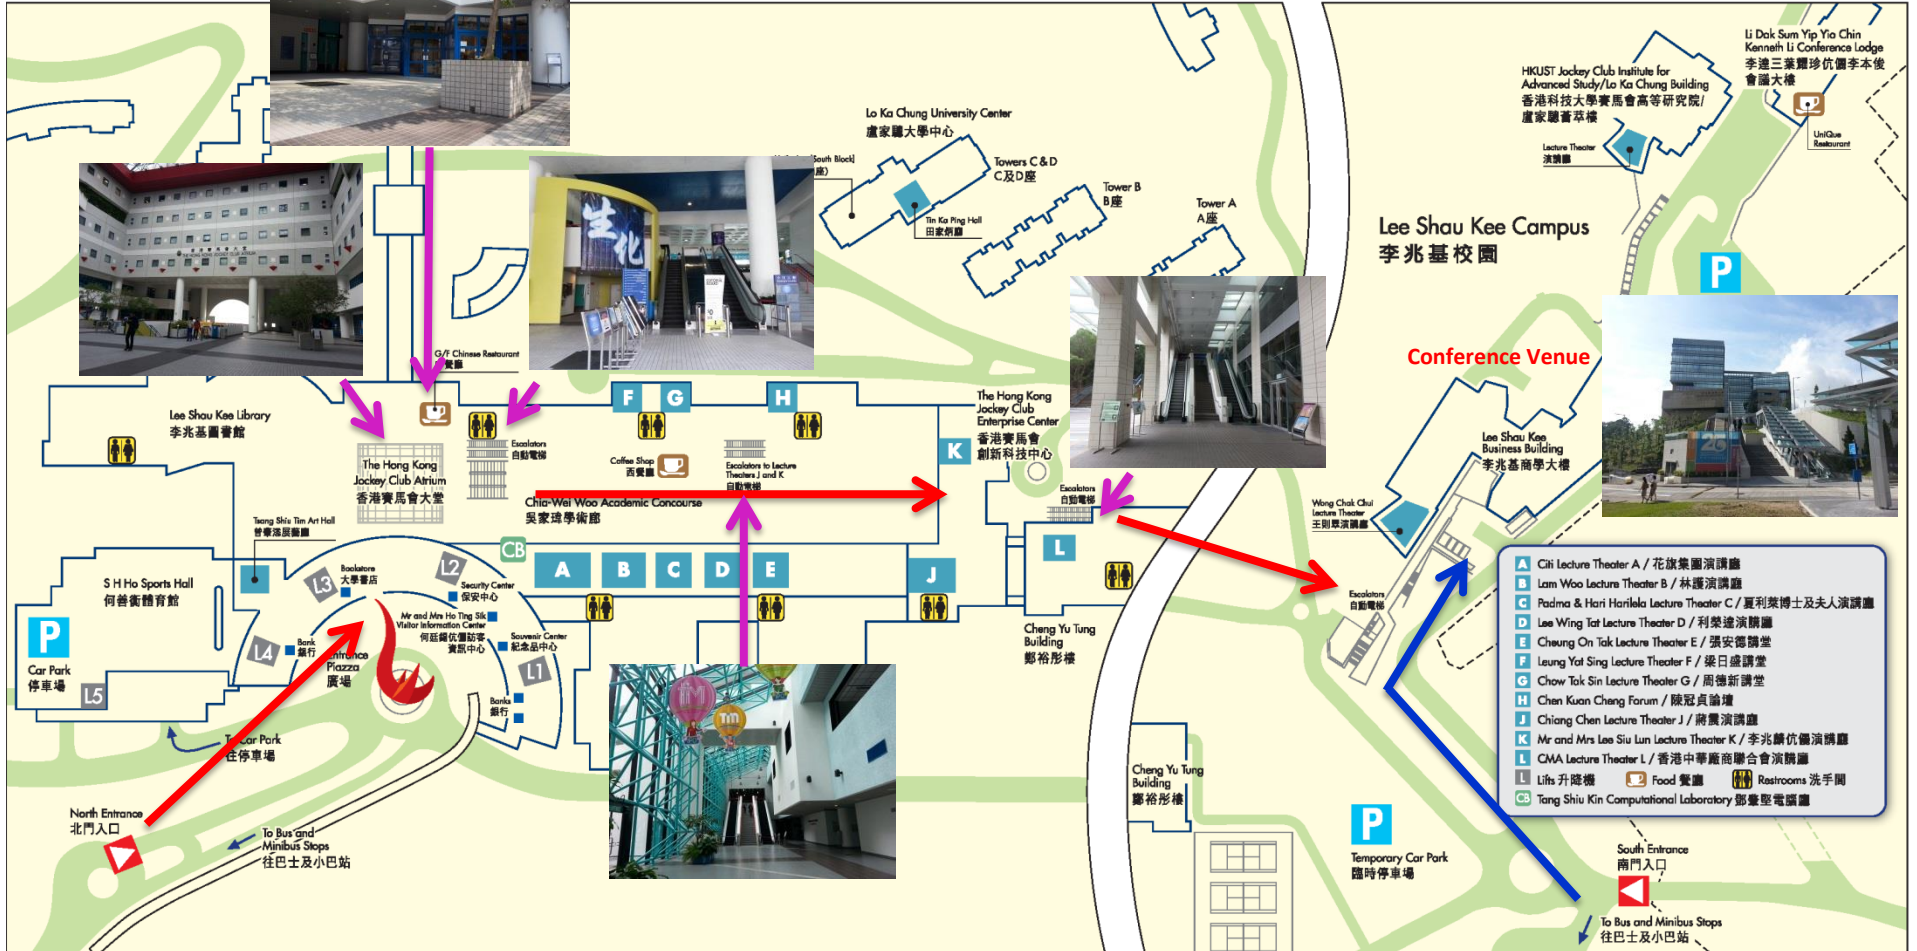 Li Dak Sum Yip Yio Chin
Kenneth Li Conference Lodge
李達三葉耀珍伉儷李本俊
會議大樓
UniQue
Restaurant
HKUST Jockey Club Institute for
Advanced Study/Lo Ka Chung Building
香港科技大學賽馬會高等研究院/
盧家驄薈萃樓
Lecture Theater
演講廳
Lo Ka Chung University Center
盧家驄大學中心
South Block]
座)
Towers C & D
C及D座
Tin Ka Ping Hall
田家炳廳
Tower B
B座
Tower A
A座
Lee Shau Kee Campus
李兆基校園
P
生化
THE HONG KONG JOCKEY CLUB ATRIUM
Conference Venue
G/F Chinese Restaurant
餐廳
Lee Shau Kee Library
李兆基圖書館
The Hong Kong
Jockey Club Atrium
香港賽馬會大堂
Escalators
自動電梯
F
G
H
Coffee Shop
西餐廳
Escalators to Lecture
Theaters J and K
自動電梯
K
The Hong Kong
Jockey Club
Enterprise Center
香港賽馬會
創新科技中心
Escalators
自動電梯
Lee Shau Kee
Business Building
李兆基商學大樓
Wong Chak Chui
Lecture Theater
王則眾演講廳
Chia-Wei Woo Academic Concourse
吳家瑋學術廊
Tsang Shiu Tim Art Hall
曾肇添展藝廳
CB
A
B
C
D
E
J
L
S H Ho Sports Hall
何善衡體育館
P
Car Park
停車場
L5
L4
L3
L2
L1
Bookstore
大學書店
Security Center
保安中心
Mr and Mrs Ho Ting Sik
Visitor Information Center
何廷錫伉儷訪客
資訊中心
Souvenir Center
紀念品中心
Bank
銀行
Entrance
Piazza
廣場
Banks
銀行
To Car Park
往停車場
North Entrance
北門入口
To Bus and
Minibus Stops
往巴士及小巴站
Cheng Yu Tung
Building
鄭裕彤樓
Cheng Yu Tung
Building
鄭裕彤樓
Escalators
自動電梯
A Citi Lecture Theater A / 花旗集團演講廳
B Lam Woo Lecture Theater B / 林護演講廳
C Padma & Hari Harilela Lecture Theater C / 夏利萊博士及夫人演講廳
D Lee Wing Tat Lecture Theater D / 利榮達演講廳
E Cheung On Tak Lecture Theater E / 張安德講堂
F Leung Yat Sing Lecture Theater F / 梁日盛講堂
G Chow Tak Sin Lecture Theater G / 周德新講堂
H Chen Kuan Cheng Forum / 陳冠貞論壇
J Chiang Chen Lecture Theater J / 蔣震演講廳
K Mr and Mrs Lee Siu Lun Lecture Theater K / 李兆麟伉儷演講廳
L CMA Lecture Theater L / 香港中華廠商聯合會演講廳
L Lifts 升降機 Food 餐廳 Restrooms 洗手間
CB Tang Shiu Kin Computational Laboratory 鄧肇堅電腦廳
P
Temporary Car Park
臨時停車場
South Entrance
南門入口
To Bus and Minibus Stops
往巴士及小巴站